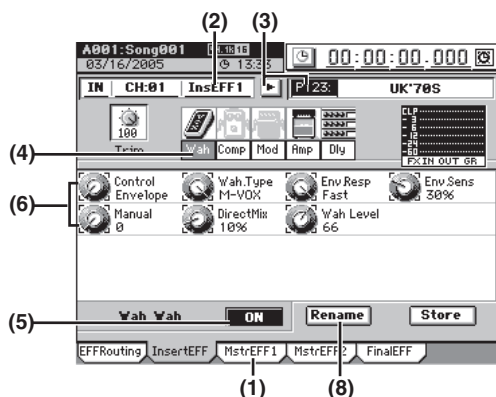 (2) (3)
A001:Song001 44.1k 16
03/16/2005 13:33 00:00:00.000
IN CH:01 InsEFF1 P 23: UK'70S
100
Trim
CLP
FXIN OUT GR
(4) Wah Comp Mod Amp Dly
(6)
Control Envelope
Wah.Type M-VOX
Env.Resp Fast
Env.Sens 30%
Manual 0
DirectMix 10%
Wah Level 66
(5) Wah Wah ON Rename Store
EFFRouting InsertEFF MstrEFF1 MstrEFF2 FinalEFF
(1) (8)